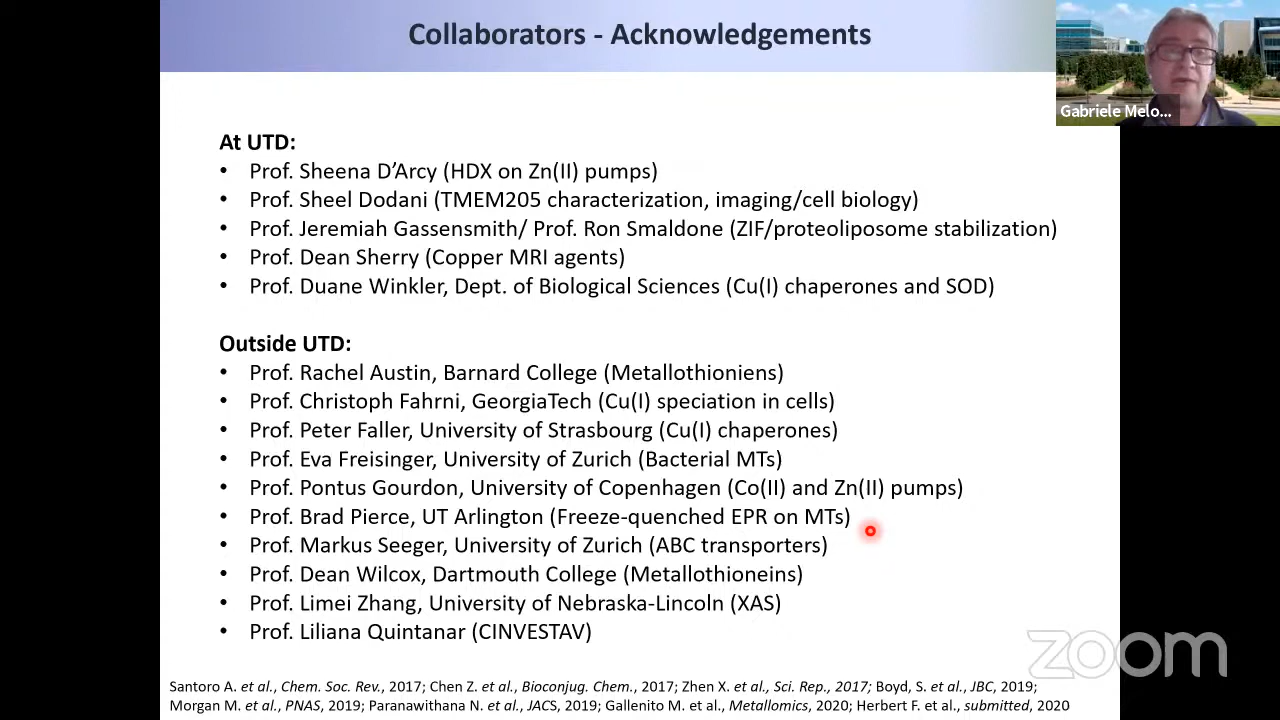 Collaborators - Acknowledgements
Gabriele Melo...
At UTD:
• Prof. Sheena D’Arcy (HDX on Zn(II) pumps)
• Prof. Sheel Dodani (TMEM205 characterization, imaging/cell biology)
• Prof. Jeremiah Gassensmith/ Prof. Ron Smaldone (ZIF/proteoliposome stabilization)
• Prof. Dean Sherry (Copper MRI agents)
• Prof. Duane Winkler, Dept. of Biological Sciences (Cu(I) chaperones and SOD)
Outside UTD:
• Prof. Rachel Austin, Barnard College (Metallothioniens)
• Prof. Christoph Fahrni, GeorgiaTech (Cu(I) speciation in cells)
• Prof. Peter Faller, University of Strasbourg (Cu(I) chaperones)
• Prof. Eva Freisinger, University of Zurich (Bacterial MTs)
• Prof. Pontus Gourdon, University of Copenhagen (Co(II) and Zn(II) pumps)
• Prof. Brad Pierce, UT Arlington (Freeze-quenched EPR on MTs)
• Prof. Markus Seeger, University of Zurich (ABC transporters)
• Prof. Dean Wilcox, Dartmouth College (Metallothioneins)
• Prof. Limei Zhang, University of Nebraska-Lincoln (XAS)
• Prof. Liliana Quintanar (CINVESTAV)
zoom
Santoro A. et al., Chem. Soc. Rev., 2017; Chen Z. et al., Bioconjug. Chem., 2017; Zhen X. et al., Sci. Rep., 2017; Boyd, S. et al., JBC, 2019;
Morgan M. et al., PNAS, 2019; Paranawithana N. et al., JACS, 2019; Gallenito M. et al., Metallomics, 2020; Herbert F. et al., submitted, 2020